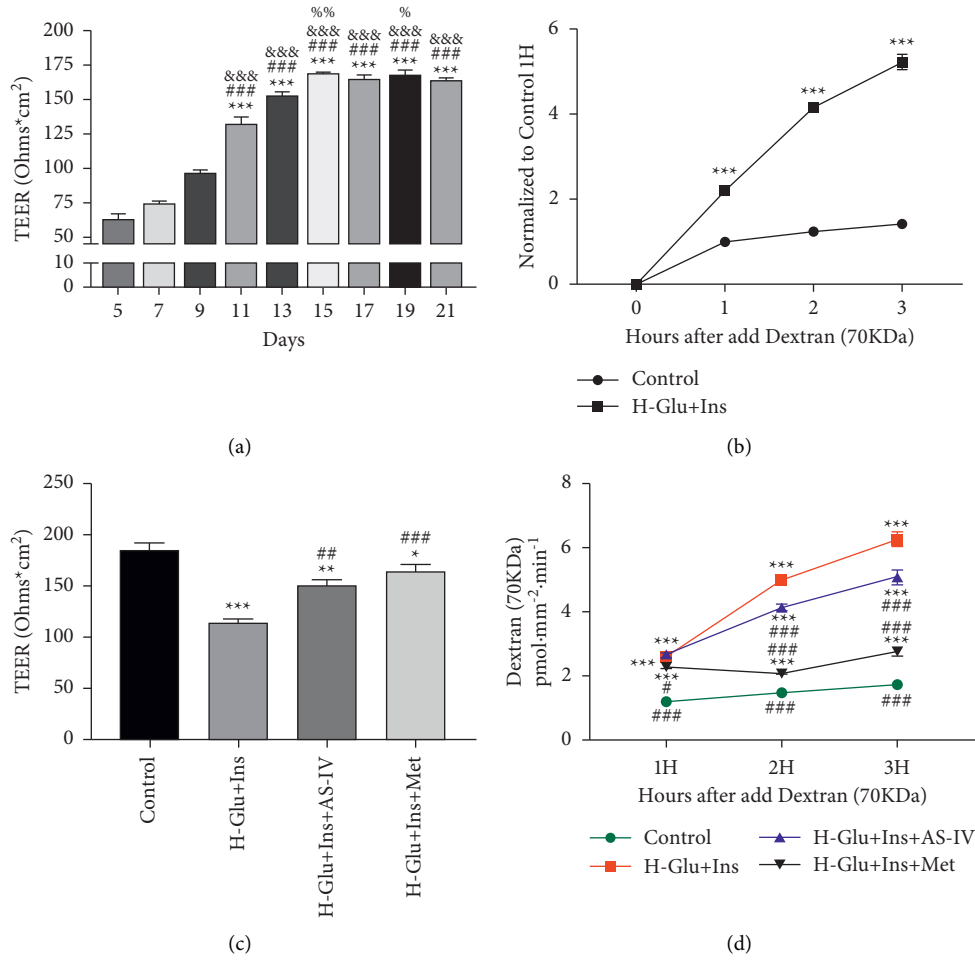 200
175
150
125
100
75
50
10
0
TEER (Ohms*cm2)
&&&
###
***
&&&
###
***
%%
&&&
###
***
&&&
###
***
%
&&&
###
***
&&&
###
***
5 7 9 11 13 15 17 19 21
Days
(a)
6
4
2
0
Normalized to Control 1H
***
***
***
0 1 2 3
Hours after add Dextran (70KDa)
Control
H-Glu+Ins
(b)
250
200
150
100
50
0
TEER (Ohms*cm2)
***
##
**
###
*
Control
H-Glu+Ins
H-Glu+Ins+AS-IV
H-Glu+Ins+Met
(c)
8
6
4
2
0
Dextran (70KDa)
pmol·mm-2·min-1
***
***
***
#
###
***
***
###
###
***
###
***
***
###
###
***
###
1H 2H 3H
Hours after add Dextran (70KDa)
Control
H-Glu+Ins
H-Glu+Ins+AS-IV
H-Glu+Ins+Met
(d)